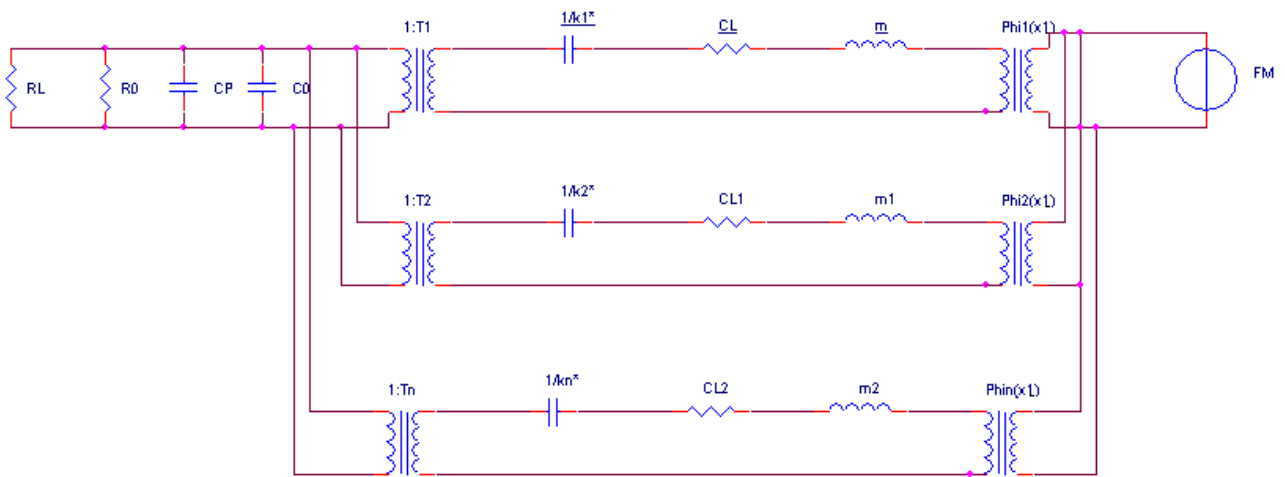 1:T1 1/k1* CL m Phi1(x1)
RL R0 CP C0 FM
1:T2 1/k2* CL1 m1 Phi2(x1)
1:Tn 1/kn* CL2 m2 Phin(x1)